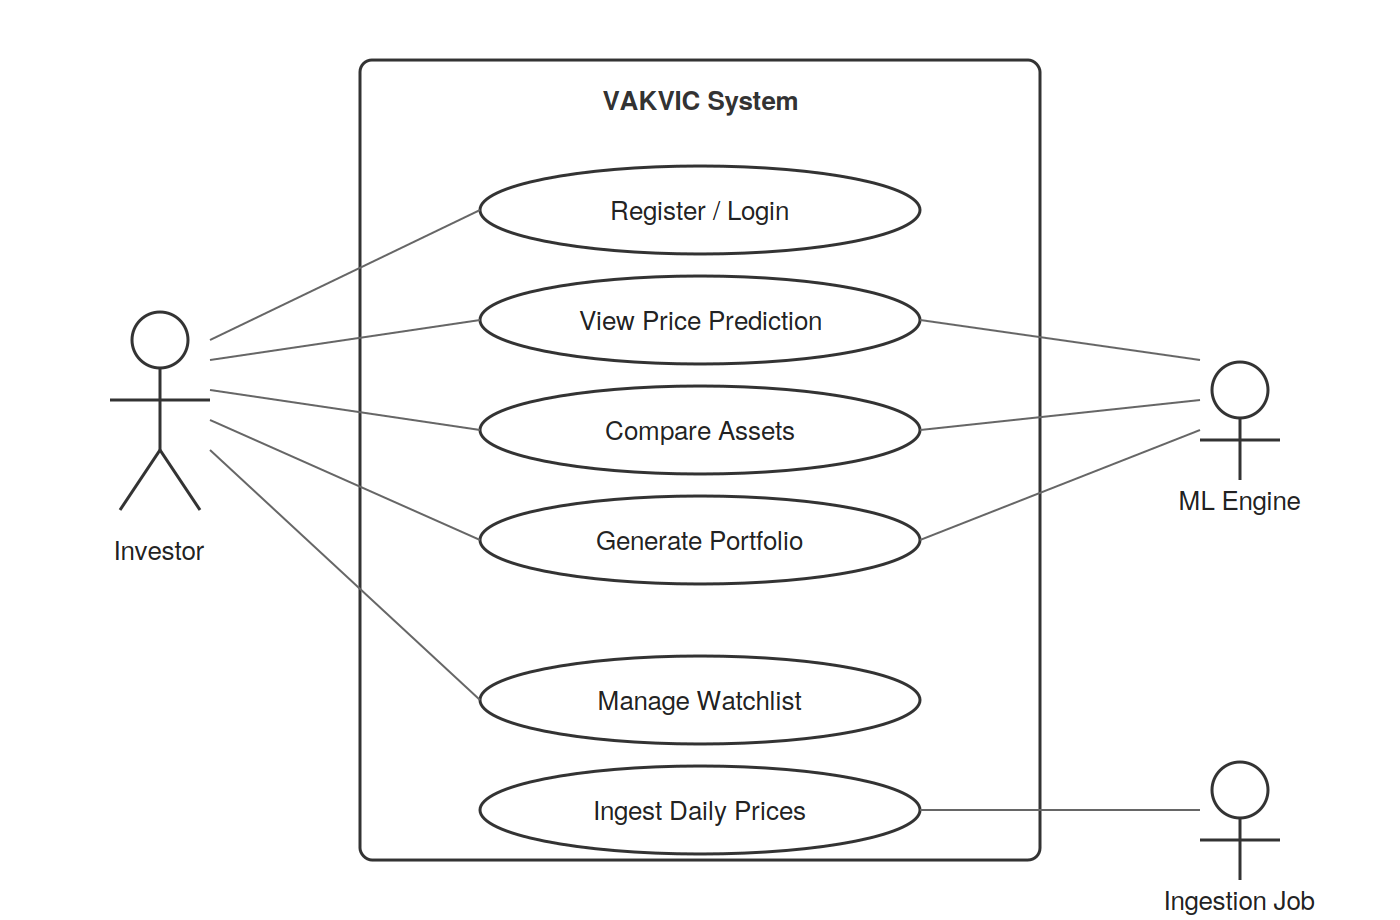 VAKVIC System
Register / Login
View Price Prediction
Compare Assets
ML Engine
Generate Portfolio
Investor
Manage Watchlist
Ingest Daily Prices
Ingestion Job